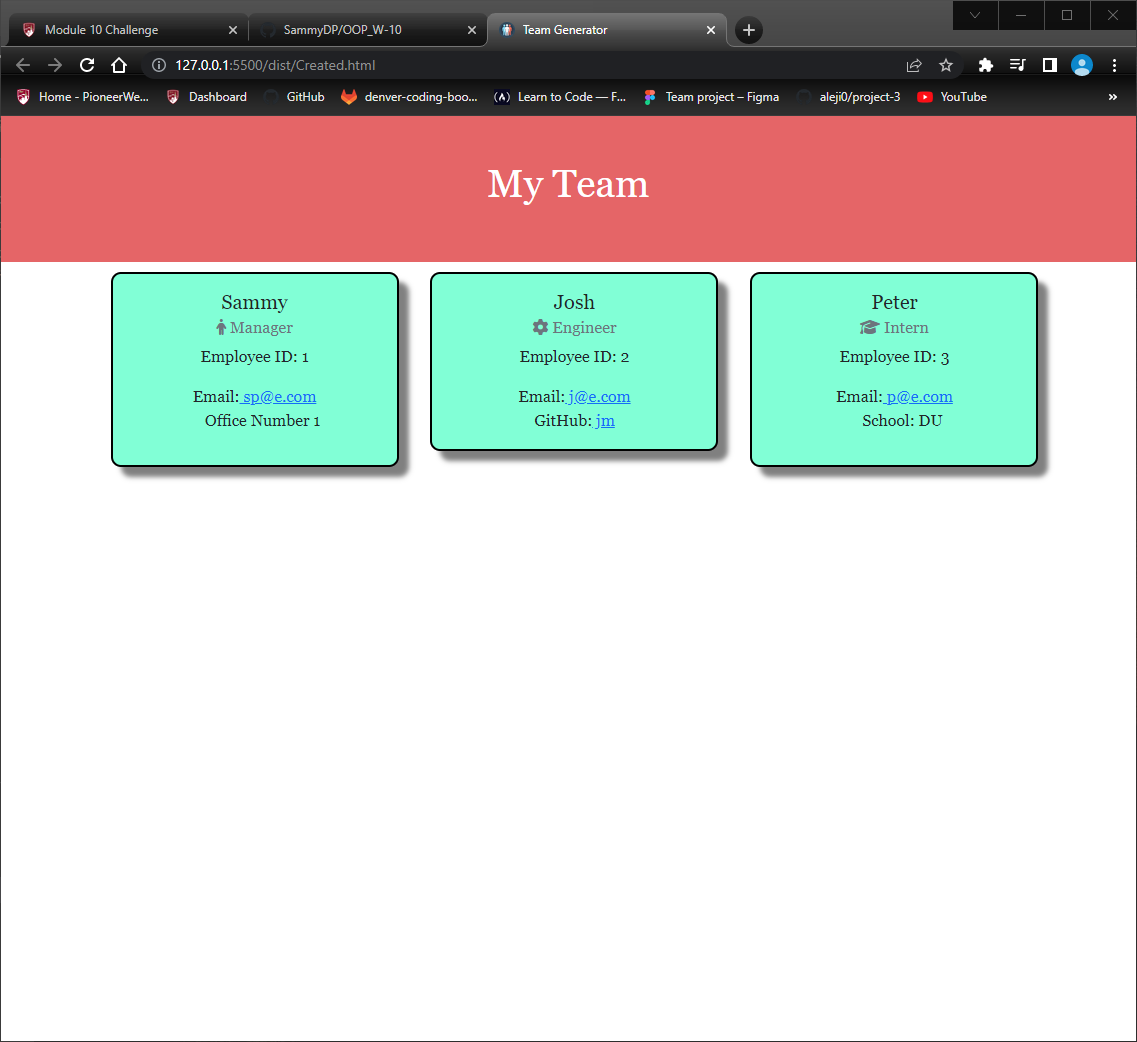 Module 10 Challenge
SammyDP/OOP_W-10
Team Generator
127.0.0.1:5500/dist/Created.html
Home - PioneerWe...
Dashboard
GitHub
denver-coding-boo...
Learn to Code — F...
Team project – Figma
aleji0/project-3
YouTube
»
My Team
Sammy
Manager
Employee ID: 1
Email: sp@e.com
Office Number 1
Josh
Engineer
Employee ID: 2
Email: j@e.com
GitHub: jm
Peter
Intern
Employee ID: 3
Email: p@e.com
School: DU